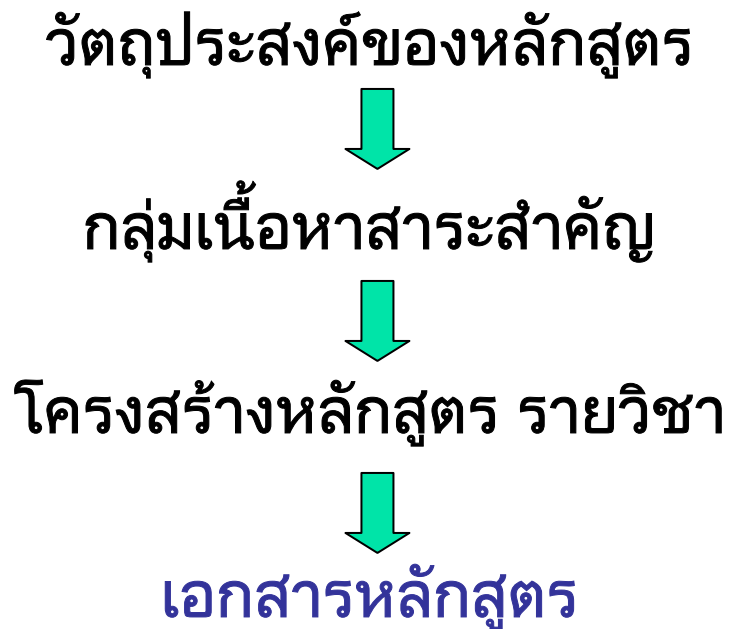 วัตถุประสงค์ของหลักสูตร
กลุ่มเนื้อหาสาระสำคัญ
โครงสร้างหลักสูตร รายวิชา
เอกสารหลักสูตร